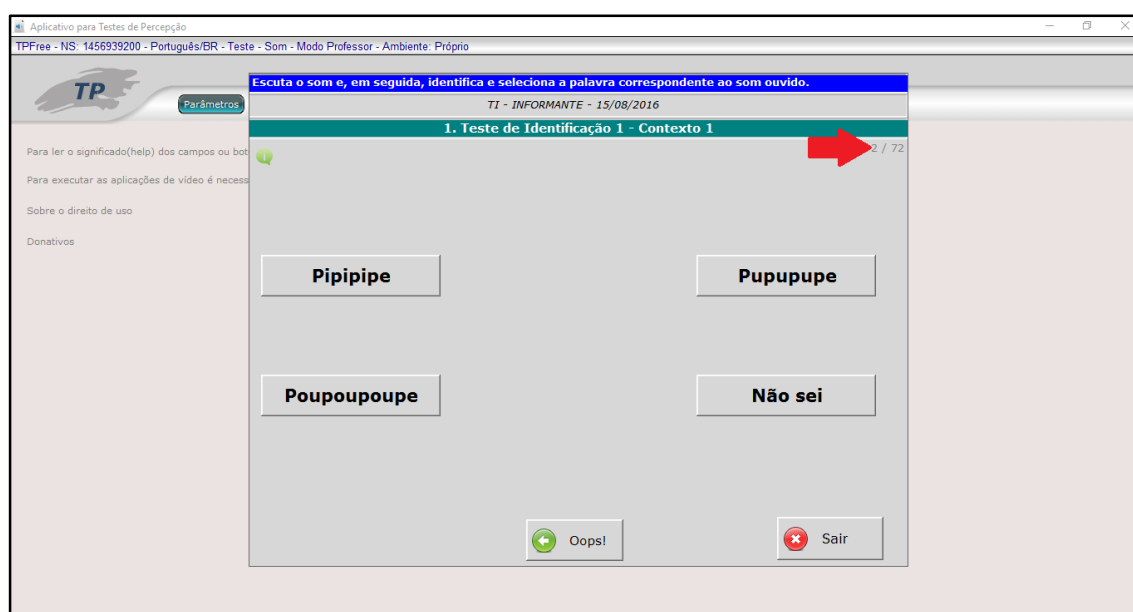 Aplicativo para Testes de Percepção
TPFree - NS: 1456939200 - Português/BR - Teste - Som - Modo Professor - Ambiente: Próprio
TP
Parâmetros
Escuta o som e, em seguida, identifica e seleciona a palavra correspondente ao som ouvido.
TI - INFORMANTE - 15/08/2016
1. Teste de Identificação 1 - Contexto 1
2 / 72
Para ler o significado(help) dos campos ou bot
Para executar as aplicações de vídeo é necess
Sobre o direito de uso
Donativos
Pipipipe
Pupupupe
Poupoupoupe
Não sei
Oops!
Sair